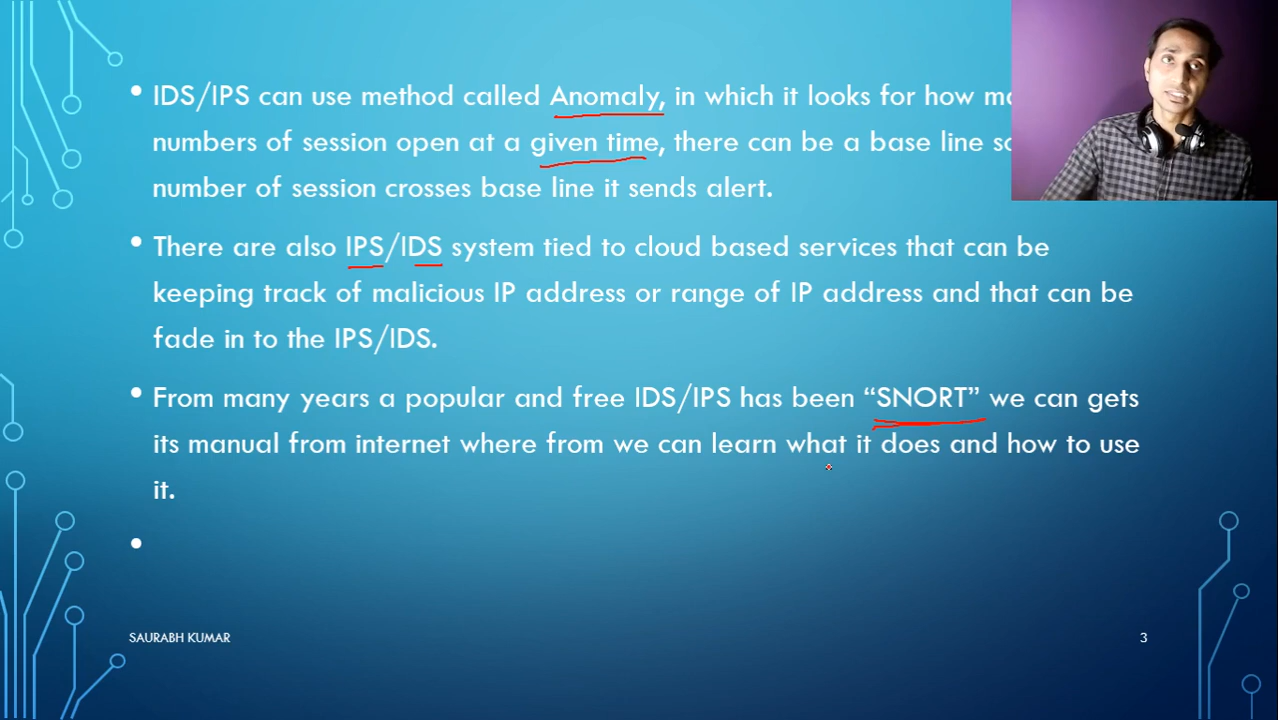 • IDS/IPS can use method called Anomaly, in which it looks for how
numbers of session open at a given time, there can be a base line
number of session crosses base line it sends alert.
• There are also IPS/IDS system tied to cloud based services that can be
keeping track of malicious IP address or range of IP address and that can be
fade in to the IPS/IDS.
• From many years a popular and free IDS/IPS has been “SNORT” we can gets
its manual from internet where from we can learn what it does and how to use
it.
•
SAURABH KUMAR
3